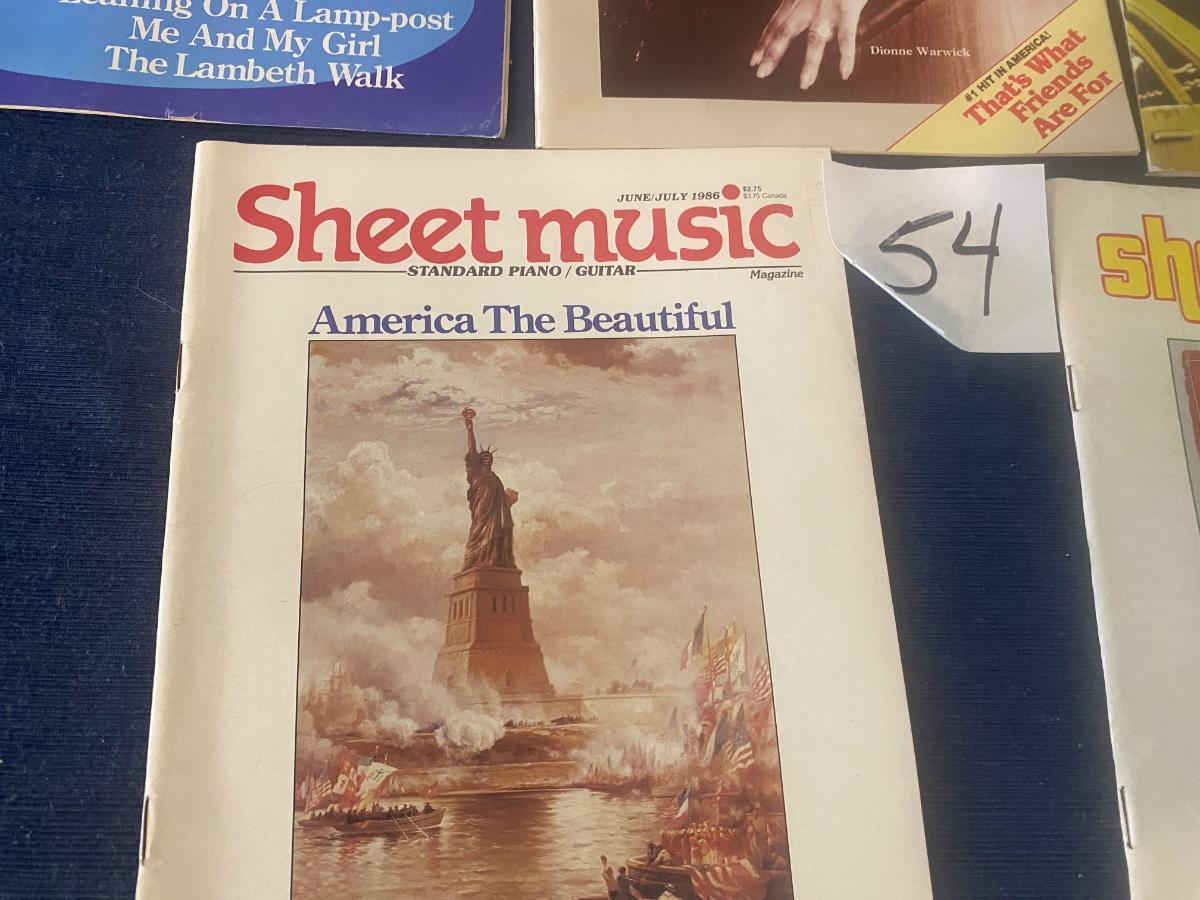 Leaning On A Lamp-post
Me And My Girl
The Lambeth Walk
Dionne Warwick
#1 HIT IN AMERICA!
That's What
Friends
Are For
JUNE/JULY 1986
$2.75
$3.75 Canada
Sheet music
STANDARD PIANO / GUITAR
Magazine
America The Beautiful
54
sh